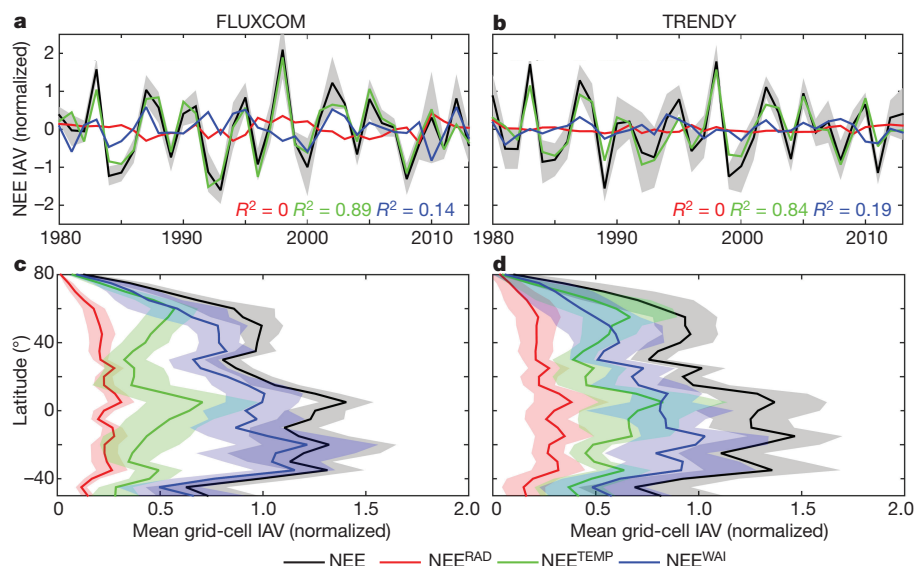 a FLUXCOM
b TRENDY
NEE IAV (normalized)
2
1
0
−1
−2
R² = 0 R² = 0.89 R² = 0.14
R² = 0 R² = 0.84 R² = 0.19
1980 1990 2000 2010
1980 1990 2000 2010
c
d
Latitude (°)
80
40
0
−40
0 0.5 1.0 1.5 2.0
0 0.5 1.0 1.5 2.0
Mean grid-cell IAV (normalized)
Mean grid-cell IAV (normalized)
NEE NEE^RAD NEE^TEMP NEE^WAI